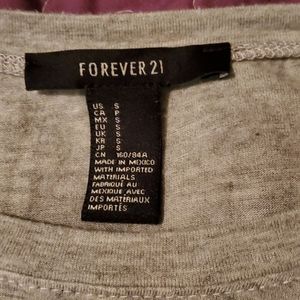 FOREVER 21
US S
CA P
MX S
EU S
UK S
KR S
JP S
CN 160/84A
MADE IN MEXICO
WITH IMPORTED
MATERIALS
FABRIQUÉ AU
MEXIQUE AVEC
DES MATERIAUX
IMPORTÉS